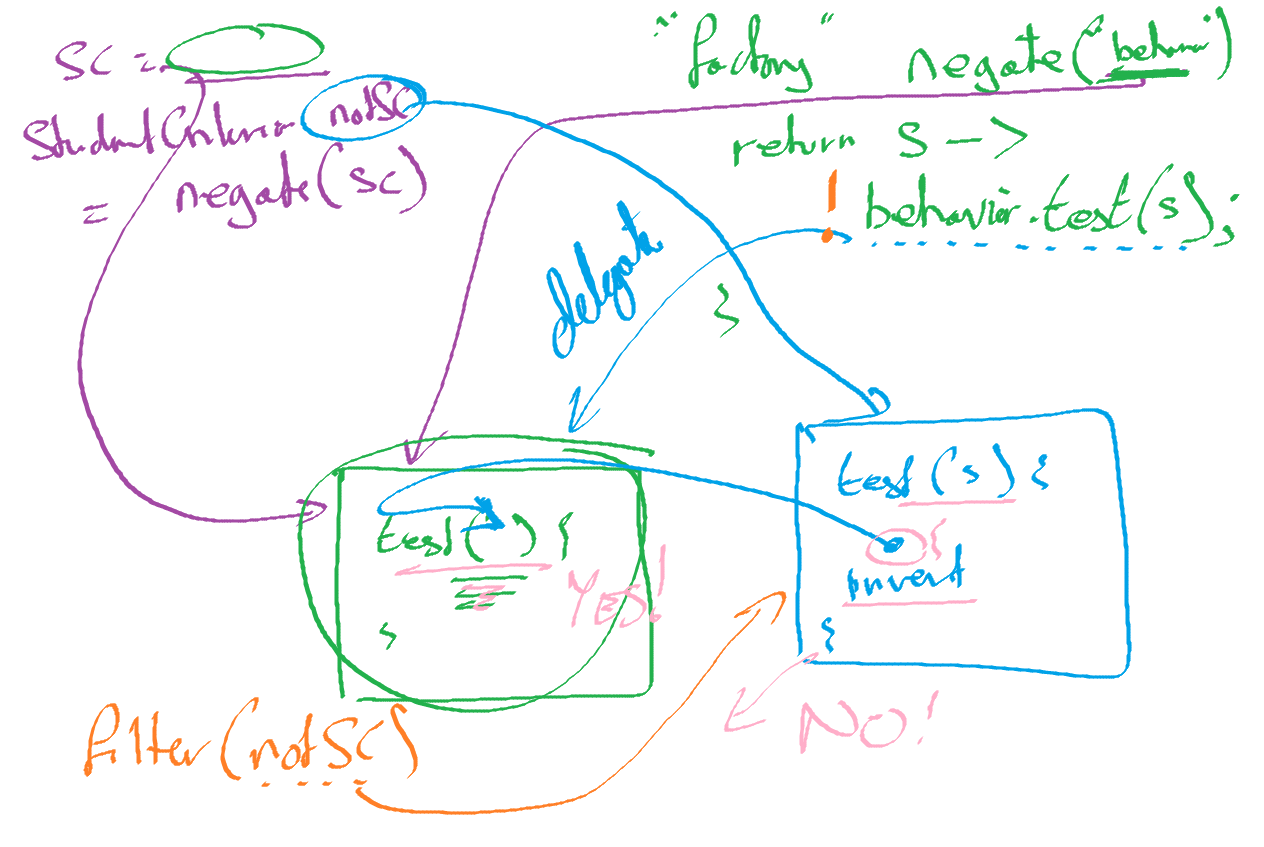 SC =
StudentCriterion notSC
= negate(SC)
"factory" negate("behavior")
return s ->
! behavior.test(s);
}
delegate
test(s) {
invert
}
test( ) {
YES!
}
NO!
filter(notSC)